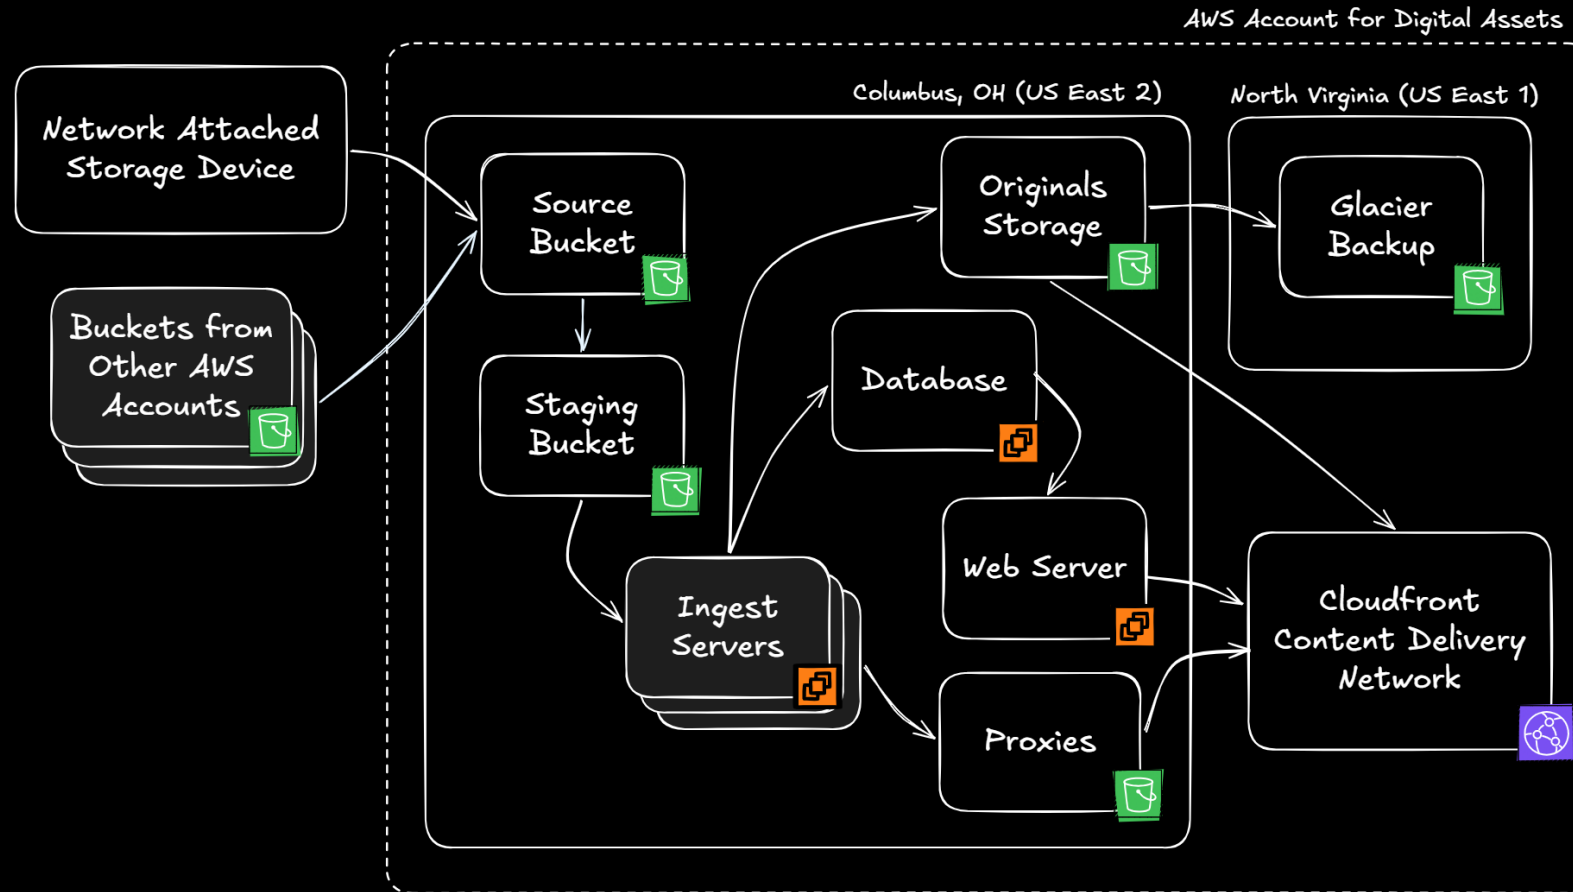 AWS Account for Digital Assets
Columbus, OH (US East 2)
North Virginia (US East 1)
Network Attached
Storage Device
Source
Bucket
Originals
Storage
Glacier
Backup
Buckets from
Other AWS
Accounts
Staging
Bucket
Database
Web Server
Ingest
Servers
Cloudfront
Content Delivery
Network
Proxies